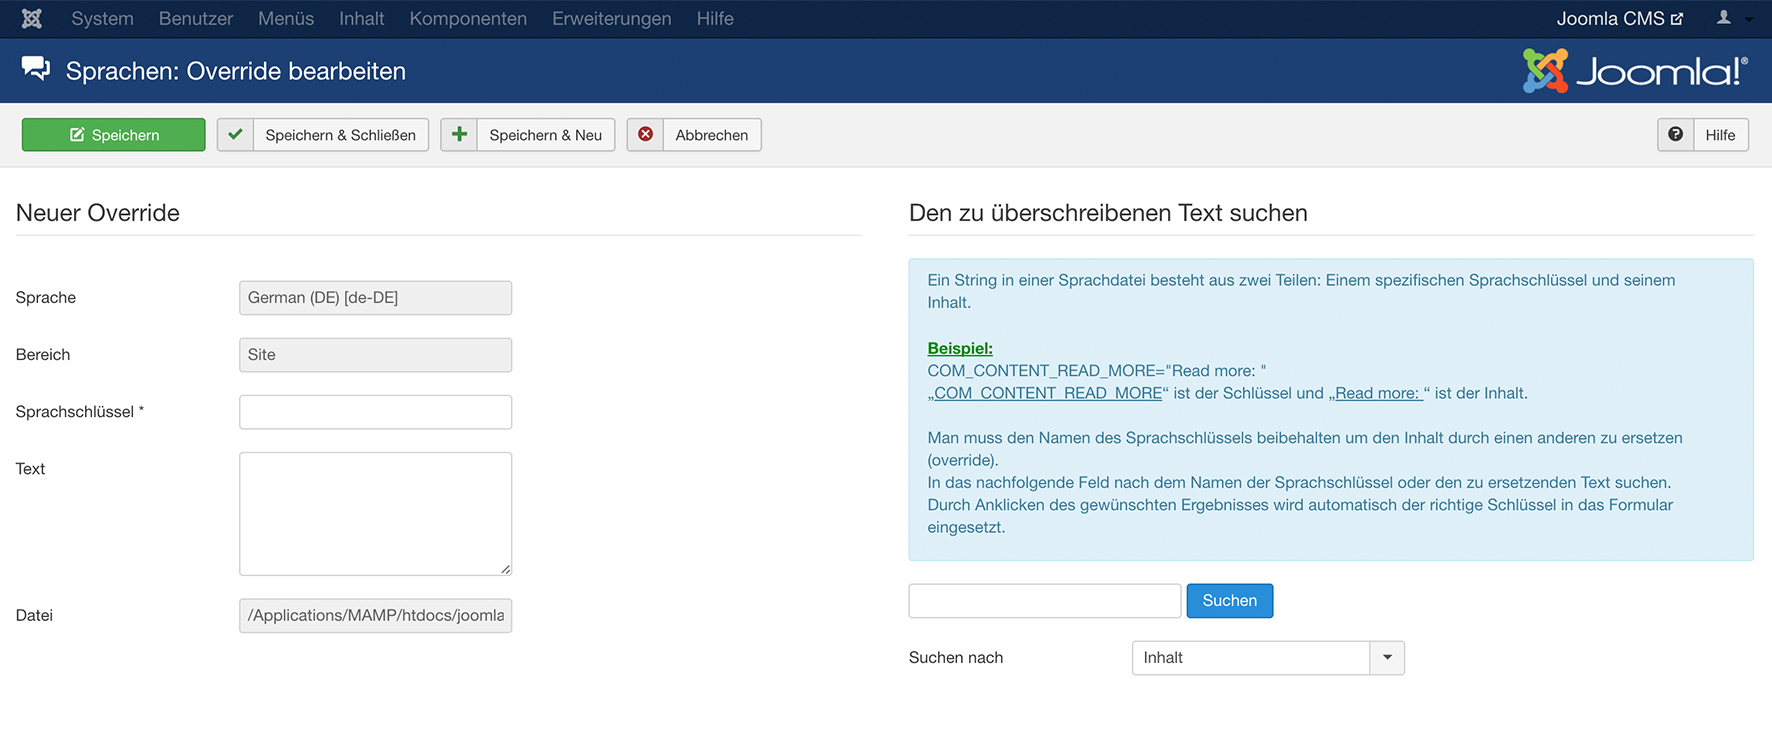 System Benutzer Menüs Inhalt Komponenten Erweiterungen Hilfe Joomla CMS
Sprachen: Override bearbeiten Joomla!®
Speichern Speichern & Schließen Speichern & Neu Abbrechen Hilfe
Neuer Override
Sprache German (DE) [de-DE]
Bereich Site
Sprachschlüssel *
Text
Datei /Applications/MAMP/htdocs/joomla
Den zu überschreibenen Text suchen
Ein String in einer Sprachdatei besteht aus zwei Teilen: Einem spezifischen Sprachschlüssel und seinem
Inhalt.
Beispiel:
COM_CONTENT_READ_MORE="Read more: "
„COM_CONTENT_READ_MORE“ ist der Schlüssel und „Read more: “ ist der Inhalt.
Man muss den Namen des Sprachschlüssels beibehalten um den Inhalt durch einen anderen zu ersetzen
(override).
In das nachfolgende Feld nach dem Namen der Sprachschlüssel oder den zu ersetzenden Text suchen.
Durch Anklicken des gewünschten Ergebnisses wird automatisch der richtige Schlüssel in das Formular
eingesetzt.
Suchen
Suchen nach Inhalt